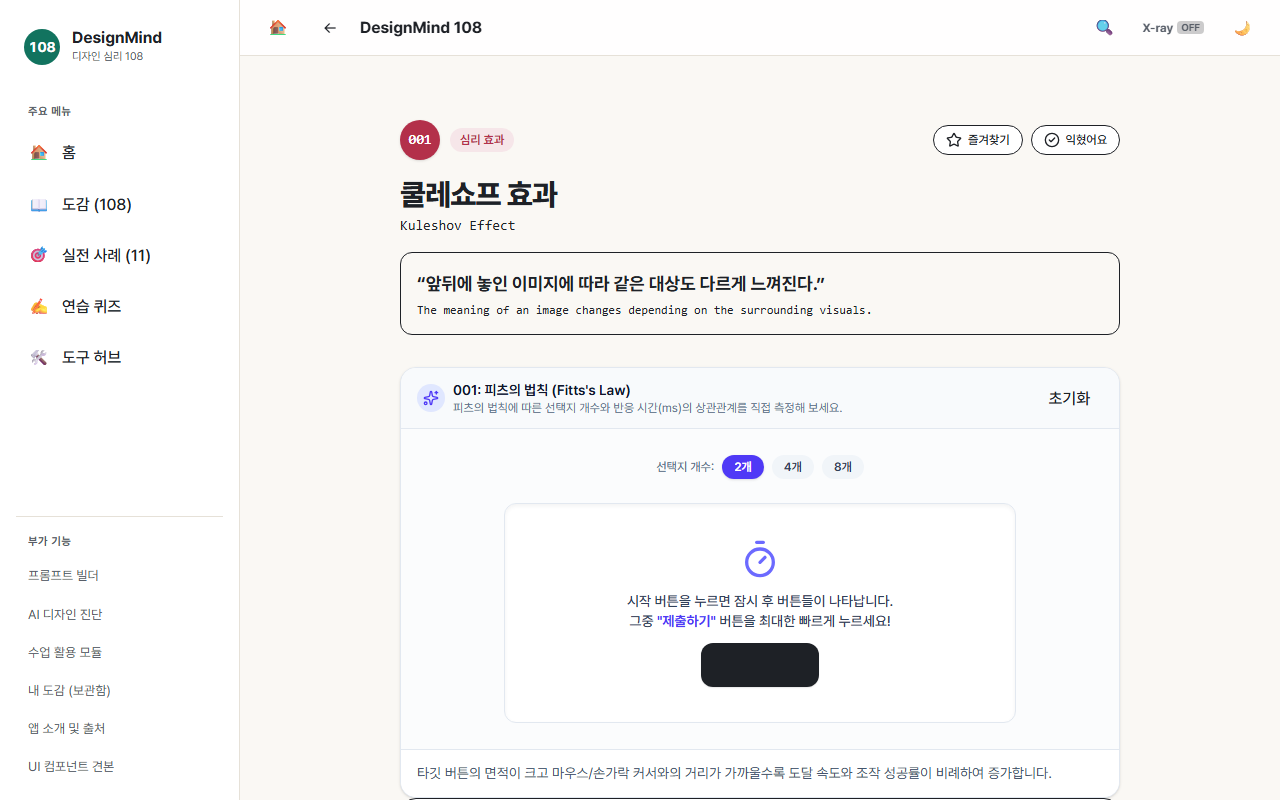 108
DesignMind
디자인 심리 108
주요 메뉴
홈
도감 (108)
실전 사례 (11)
연습 퀴즈
도구 허브
부가 기능
프롬프트 빌더
AI 디자인 진단
수업 활용 모듈
내 도감 (보관함)
앱 소개 및 출처
UI 컴포넌트 견본
DesignMind 108
X-ray OFF
001 심리 효과
즐겨찾기
익혔어요
쿨레쇼프 효과
Kuleshov Effect
“앞뒤에 놓인 이미지에 따라 같은 대상도 다르게 느껴진다.”
The meaning of an image changes depending on the surrounding visuals.
001: 피츠의 법칙 (Fitts's Law)
피츠의 법칙에 따른 선택지 개수와 반응 시간(ms)의 상관관계를 직접 측정해 보세요.
초기화
선택지 개수: 2개 4개 8개
시작 버튼을 누르면 잠시 후 버튼들이 나타납니다.
그중 "제출하기" 버튼을 최대한 빠르게 누르세요!
타깃 버튼의 면적이 크고 마우스/손가락 커서와의 거리가 가까울수록 도달 속도와 조작 성공률이 비례하여 증가합니다.